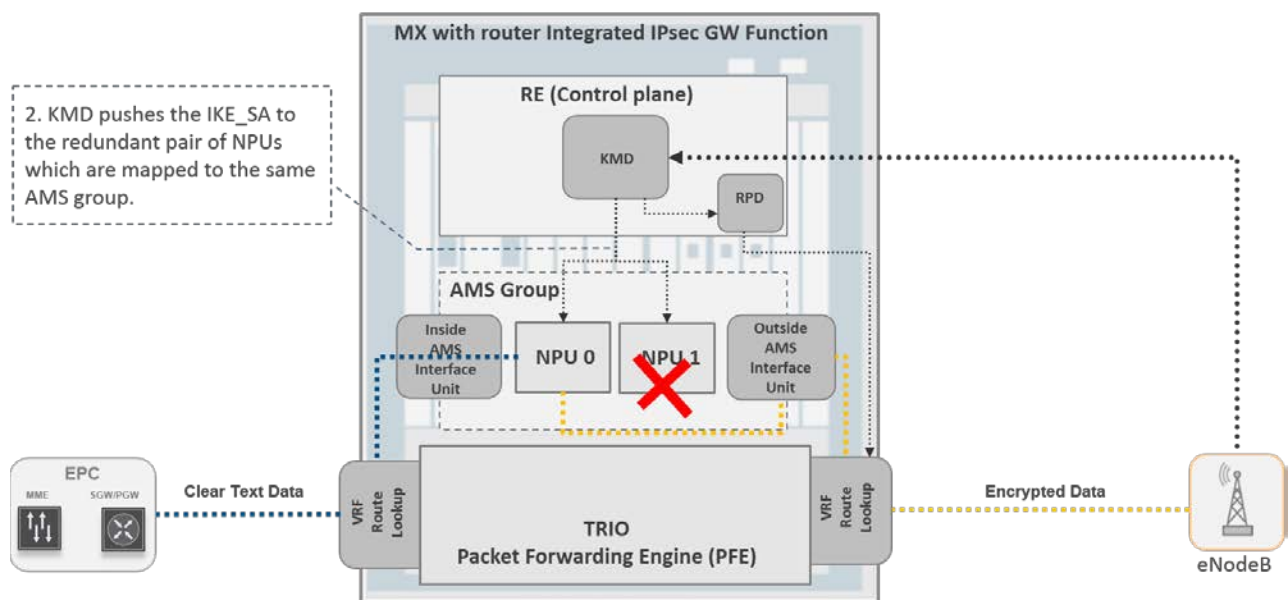 MX with router Integrated IPsec GW Function
RE (Control plane)
2. KMD pushes the IKE_SA to
the redundant pair of NPUs
which are mapped to the same
AMS group.
KMD
RPD
AMS Group
Inside
AMS
Interface
Unit
NPU 0
NPU 1
Outside
AMS
Interface
Unit
EPC
MME
SGW/PGW
Clear Text Data
VRF
Route
Lookup
TRIO
Packet Forwarding Engine (PFE)
VRF
Route
Lookup
Encrypted Data
eNodeB